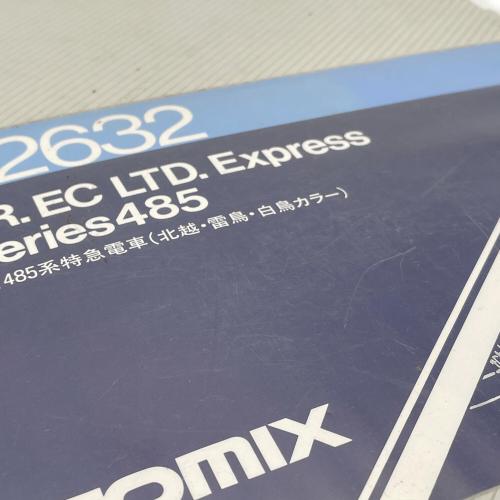 2632
R. EC LTD. Express
eries485
485系特急電車(北越・雷鳥・白鳥カラー)
TOMIX